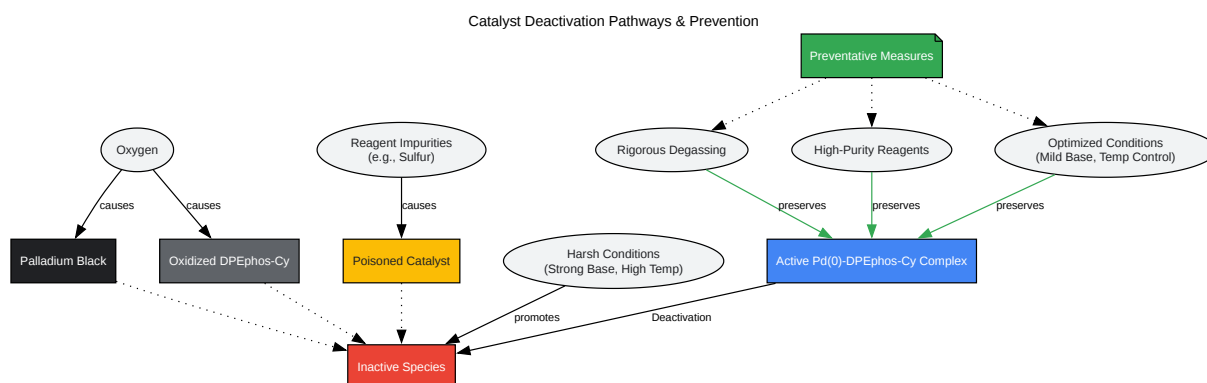 Catalyst Deactivation Pathways & Prevention
Preventative Measures
Oxygen
Reagent Impurities
(e.g., Sulfur)
Rigorous Degassing
High-Purity Reagents
Optimized Conditions
(Mild Base, Temp Control)
causes
causes
causes
preserves
preserves
preserves
Palladium Black
Oxidized DPEphos-Cy
Poisoned Catalyst
Harsh Conditions
(Strong Base, High Temp)
Active Pd(0)-DPEphos-Cy Complex
promotes
Deactivation
Inactive Species